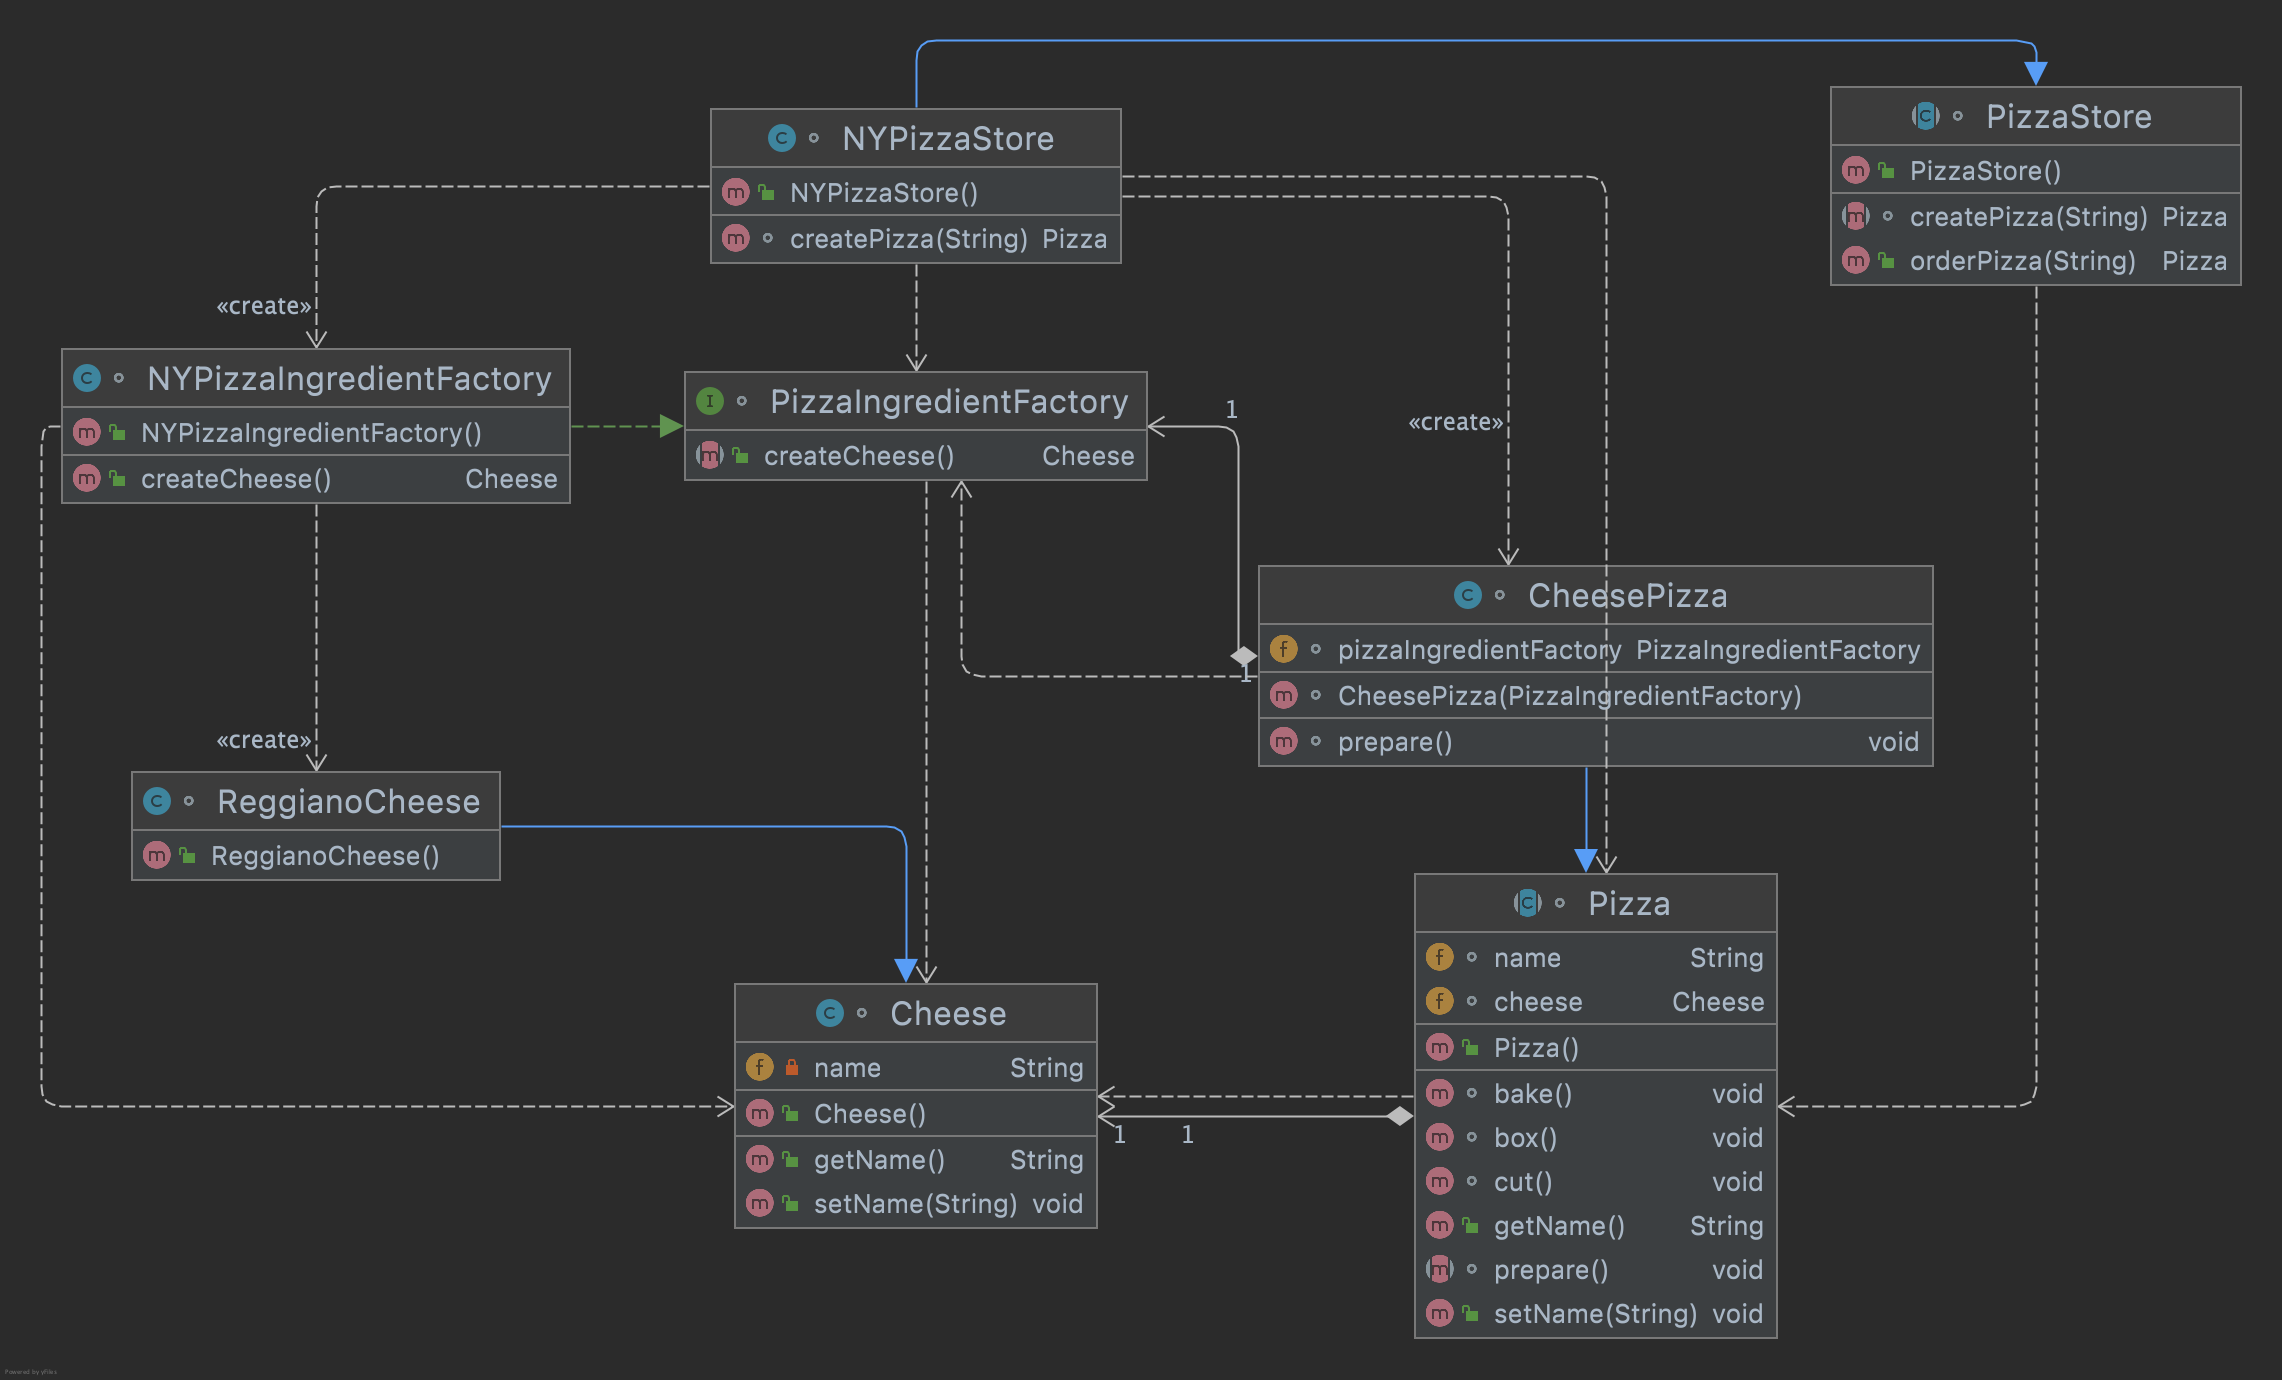 NYPizzaStore
NYPizzaStore()
createPizza(String) Pizza
PizzaStore
PizzaStore()
createPizza(String) Pizza
orderPizza(String) Pizza
«create»
NYPizzaIngredientFactory
NYPizzaIngredientFactory()
createCheese() Cheese
PizzaIngredientFactory
createCheese() Cheese
1
«create»
CheesePizza
pizzaIngredientFactory PizzaIngredientFactory
1
CheesePizza(PizzaIngredientFactory)
prepare() void
«create»
ReggianoCheese
ReggianoCheese()
Cheese
name String
Cheese()
getName() String
setName(String) void
1 1
Pizza
name String
cheese Cheese
Pizza()
bake() void
box() void
cut() void
getName() String
prepare() void
setName(String) void
Powered by yFiles